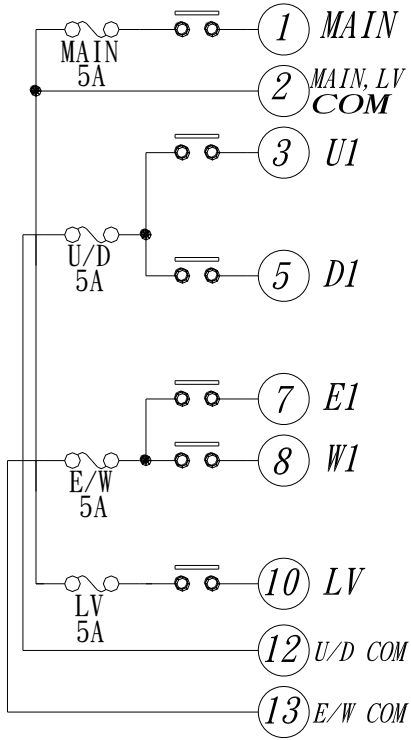 1 MAIN
MAIN
5A
2 MAIN, LV
COM
3 U1
U/D
5A
5 D1
7 E1
8 W1
E/W
5A
10 LV
LV
5A
12 U/D COM
13 E/W COM